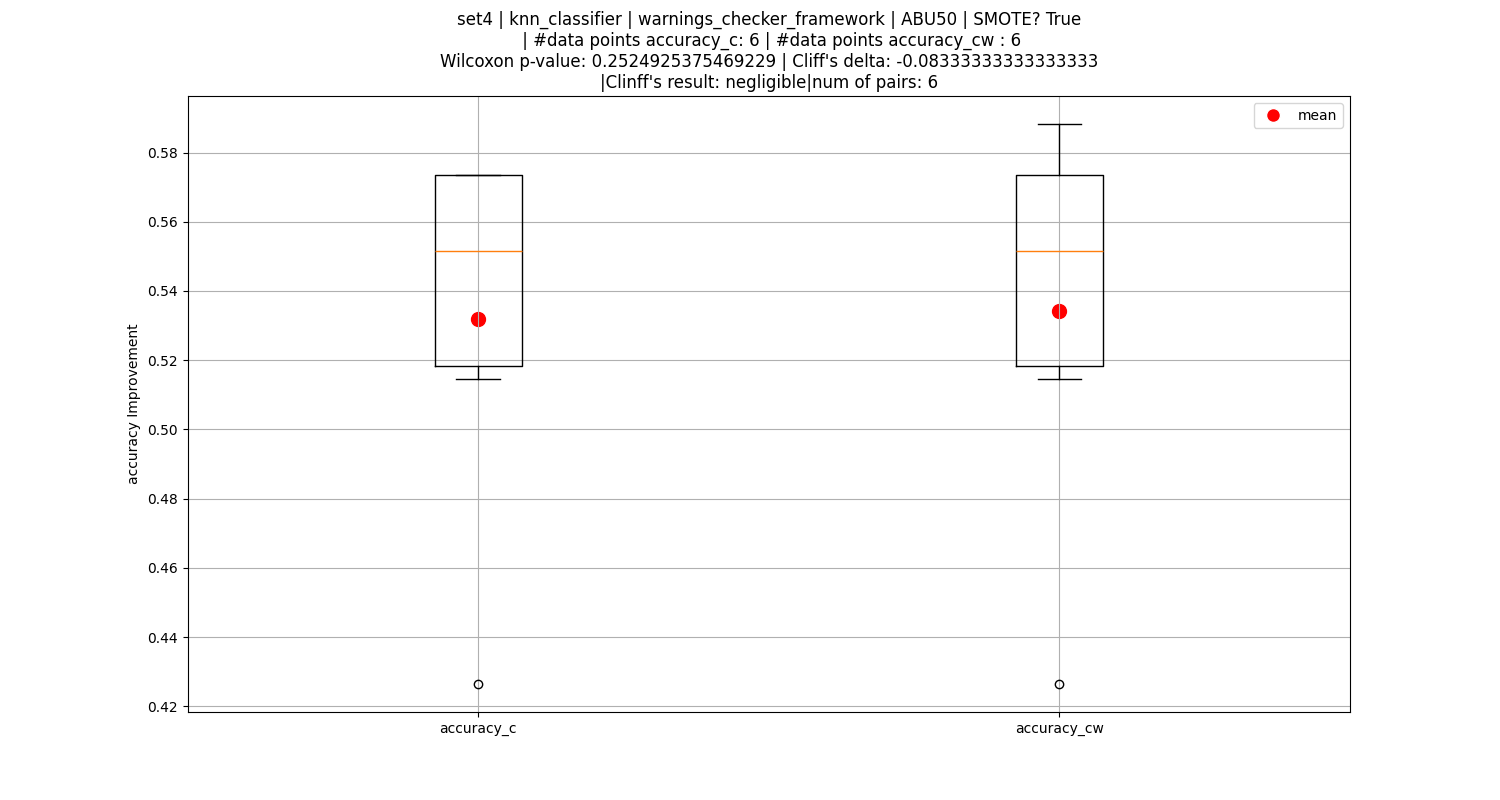 set4 | knn_classifier | warnings_checker_framework | ABU50 | SMOTE? True
| #data points accuracy_c: 6 | #data points accuracy_cw : 6
Wilcoxon p-value: 0.2524925375469229 | Cliff's delta: -0.08333333333333333
|Clinff's result: negligible|num of pairs: 6
mean
0.58
0.56
0.54
0.52
0.50
0.48
0.46
0.44
0.42
accuracy Improvement
accuracy_c
accuracy_cw